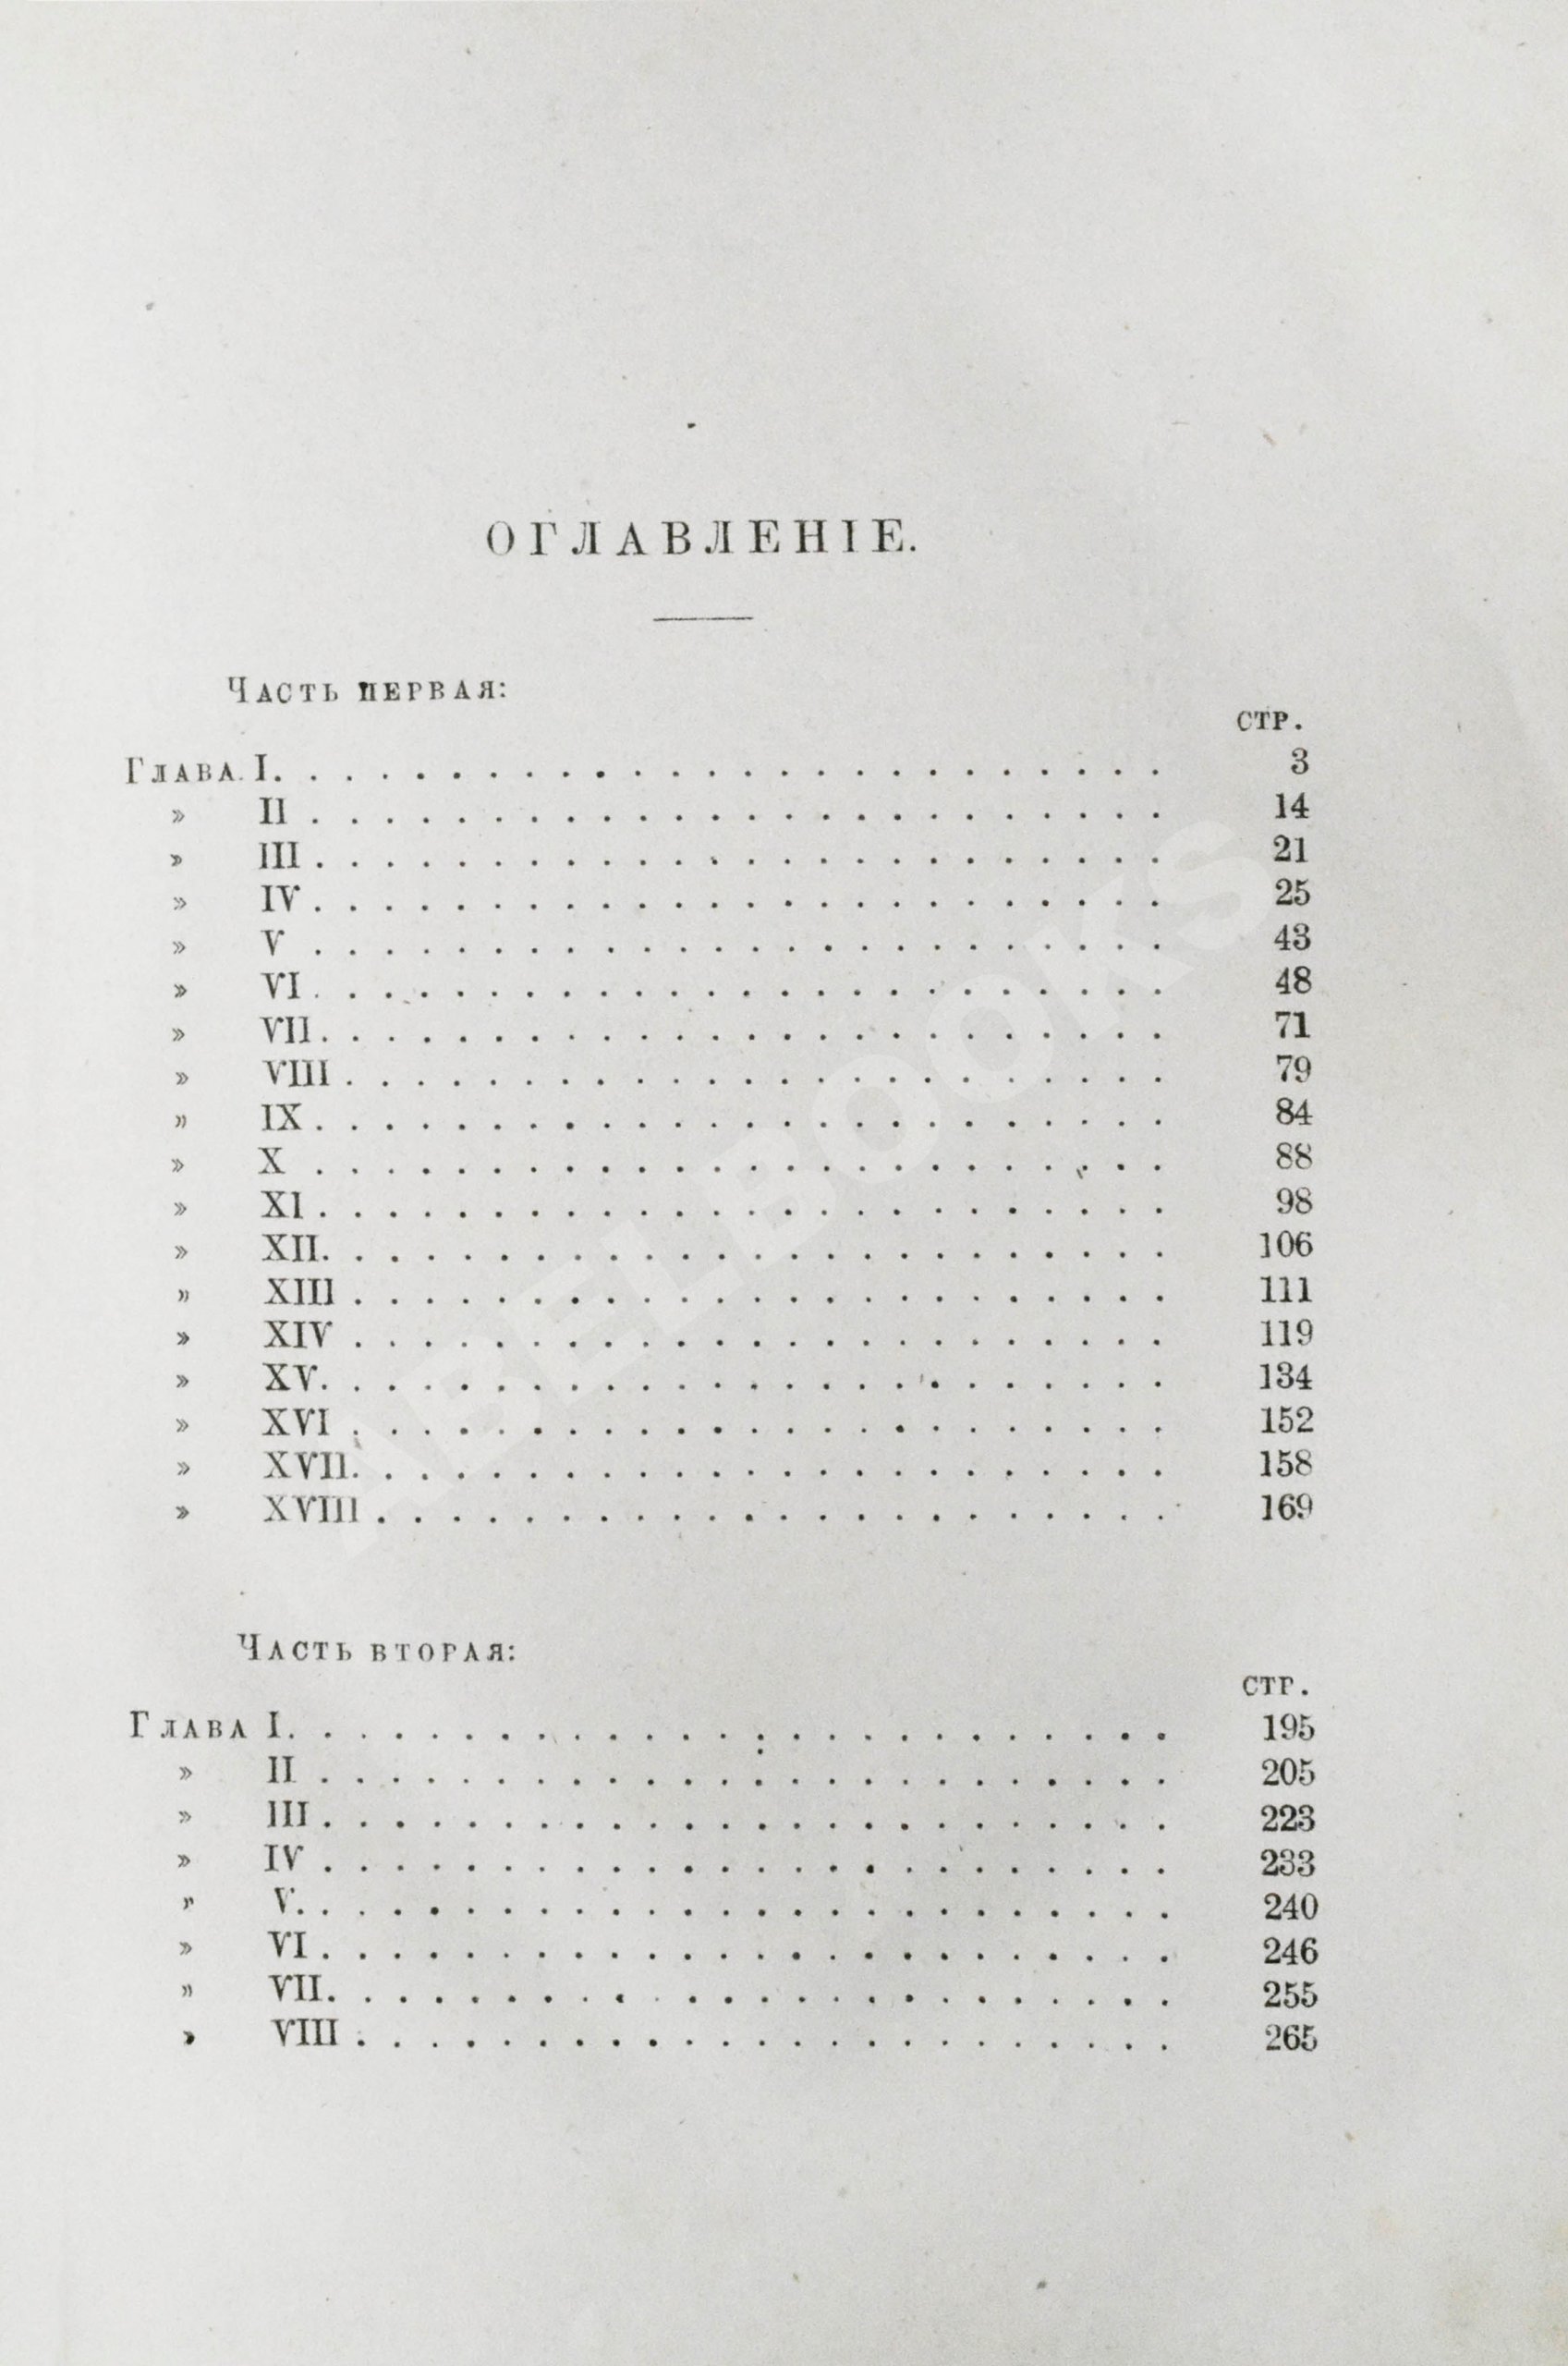 ОГЛАВЛЕНІЕ.
Часть первая:
стр.
Глава I. . . . . . . . . . . . . . . . . . . . . . . . . 3
» II . . . . . . . . . . . . . . . . . . . . . . . . 14
» III . . . . . . . . . . . . . . . . . . . . . . . . 21
» IV . . . . . . . . . . . . . . . . . . . . . . . . 25
» V . . . . . . . . . . . . . . . . . . . . . . . . 43
» VI . . . . . . . . . . . . . . . . . . . . . . . . 48
» VII . . . . . . . . . . . . . . . . . . . . . . . . 71
» VIII . . . . . . . . . . . . . . . . . . . . . . . 79
» IX . . . . . . . . . . . . . . . . . . . . . . . . 84
» X . . . . . . . . . . . . . . . . . . . . . . . . 88
» XI . . . . . . . . . . . . . . . . . . . . . . . . 98
» XII. . . . . . . . . . . . . . . . . . . . . . . . 106
» XIII . . . . . . . . . . . . . . . . . . . . . . . 111
» XIV . . . . . . . . . . . . . . . . . . . . . . . 119
» XV. . . . . . . . . . . . . . . . . . . . . . . . 134
» XVI . . . . . . . . . . . . . . . . . . . . . . . 152
» XVII. . . . . . . . . . . . . . . . . . . . . . . 158
» XVIII . . . . . . . . . . . . . . . . . . . . . . 169
Часть вторая:
стр.
Глава I. . . . . . . . . . . . . . . . . . . . . . . . . 195
» II . . . . . . . . . . . . . . . . . . . . . . . . 205
» III . . . . . . . . . . . . . . . . . . . . . . . . 223
» IV . . . . . . . . . . . . . . . . . . . . . . . . 233
» V. . . . . . . . . . . . . . . . . . . . . . . . . 240
» VI . . . . . . . . . . . . . . . . . . . . . . . . 246
» VII. . . . . . . . . . . . . . . . . . . . . . . . 255
» VIII . . . . . . . . . . . . . . . . . . . . . . . 265
ABELBOOKS